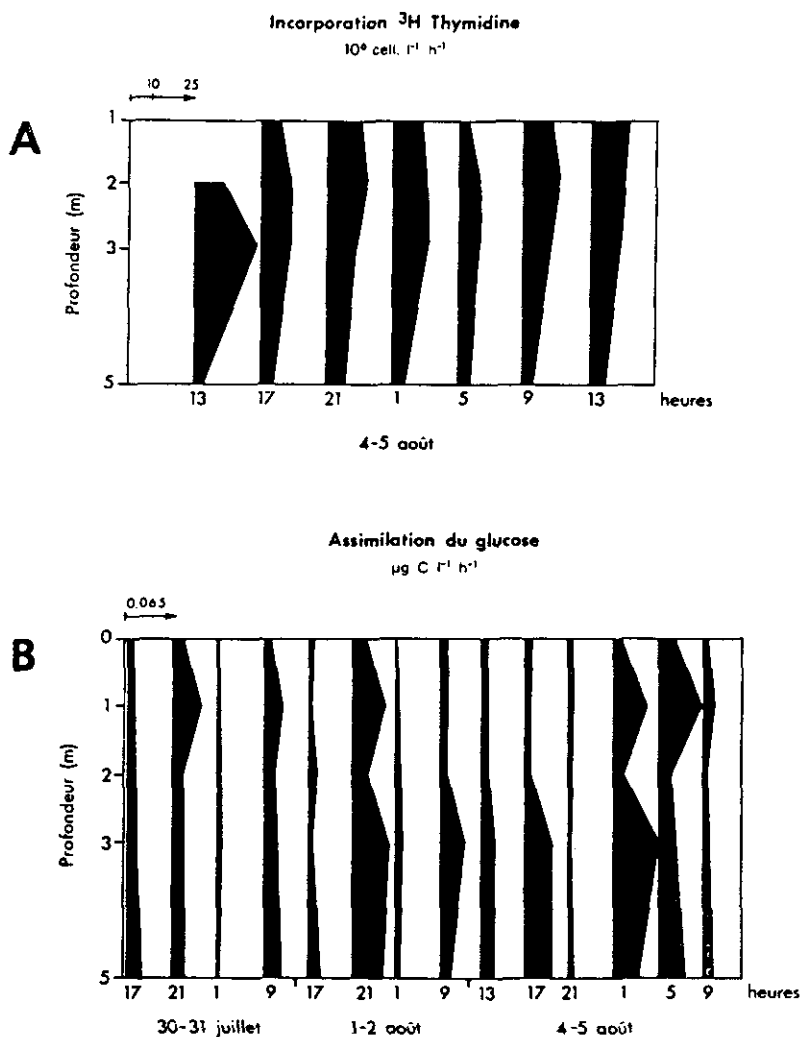 Incorporation ³H Thymidine
10⁶ cell. l⁻¹ h⁻¹
10 25
A
1
2
3
5
Profondeur (m)
13 17 21 1 5 9 13 heures
4-5 août
Assimilation du glucose
µg C l⁻¹ h⁻¹
0.065
B
0
1
2
3
5
Profondeur (m)
17 21 1 9 17 21 1 9 13 17 21 1 5 9 heures
30-31 juillet 1-2 août 4-5 août